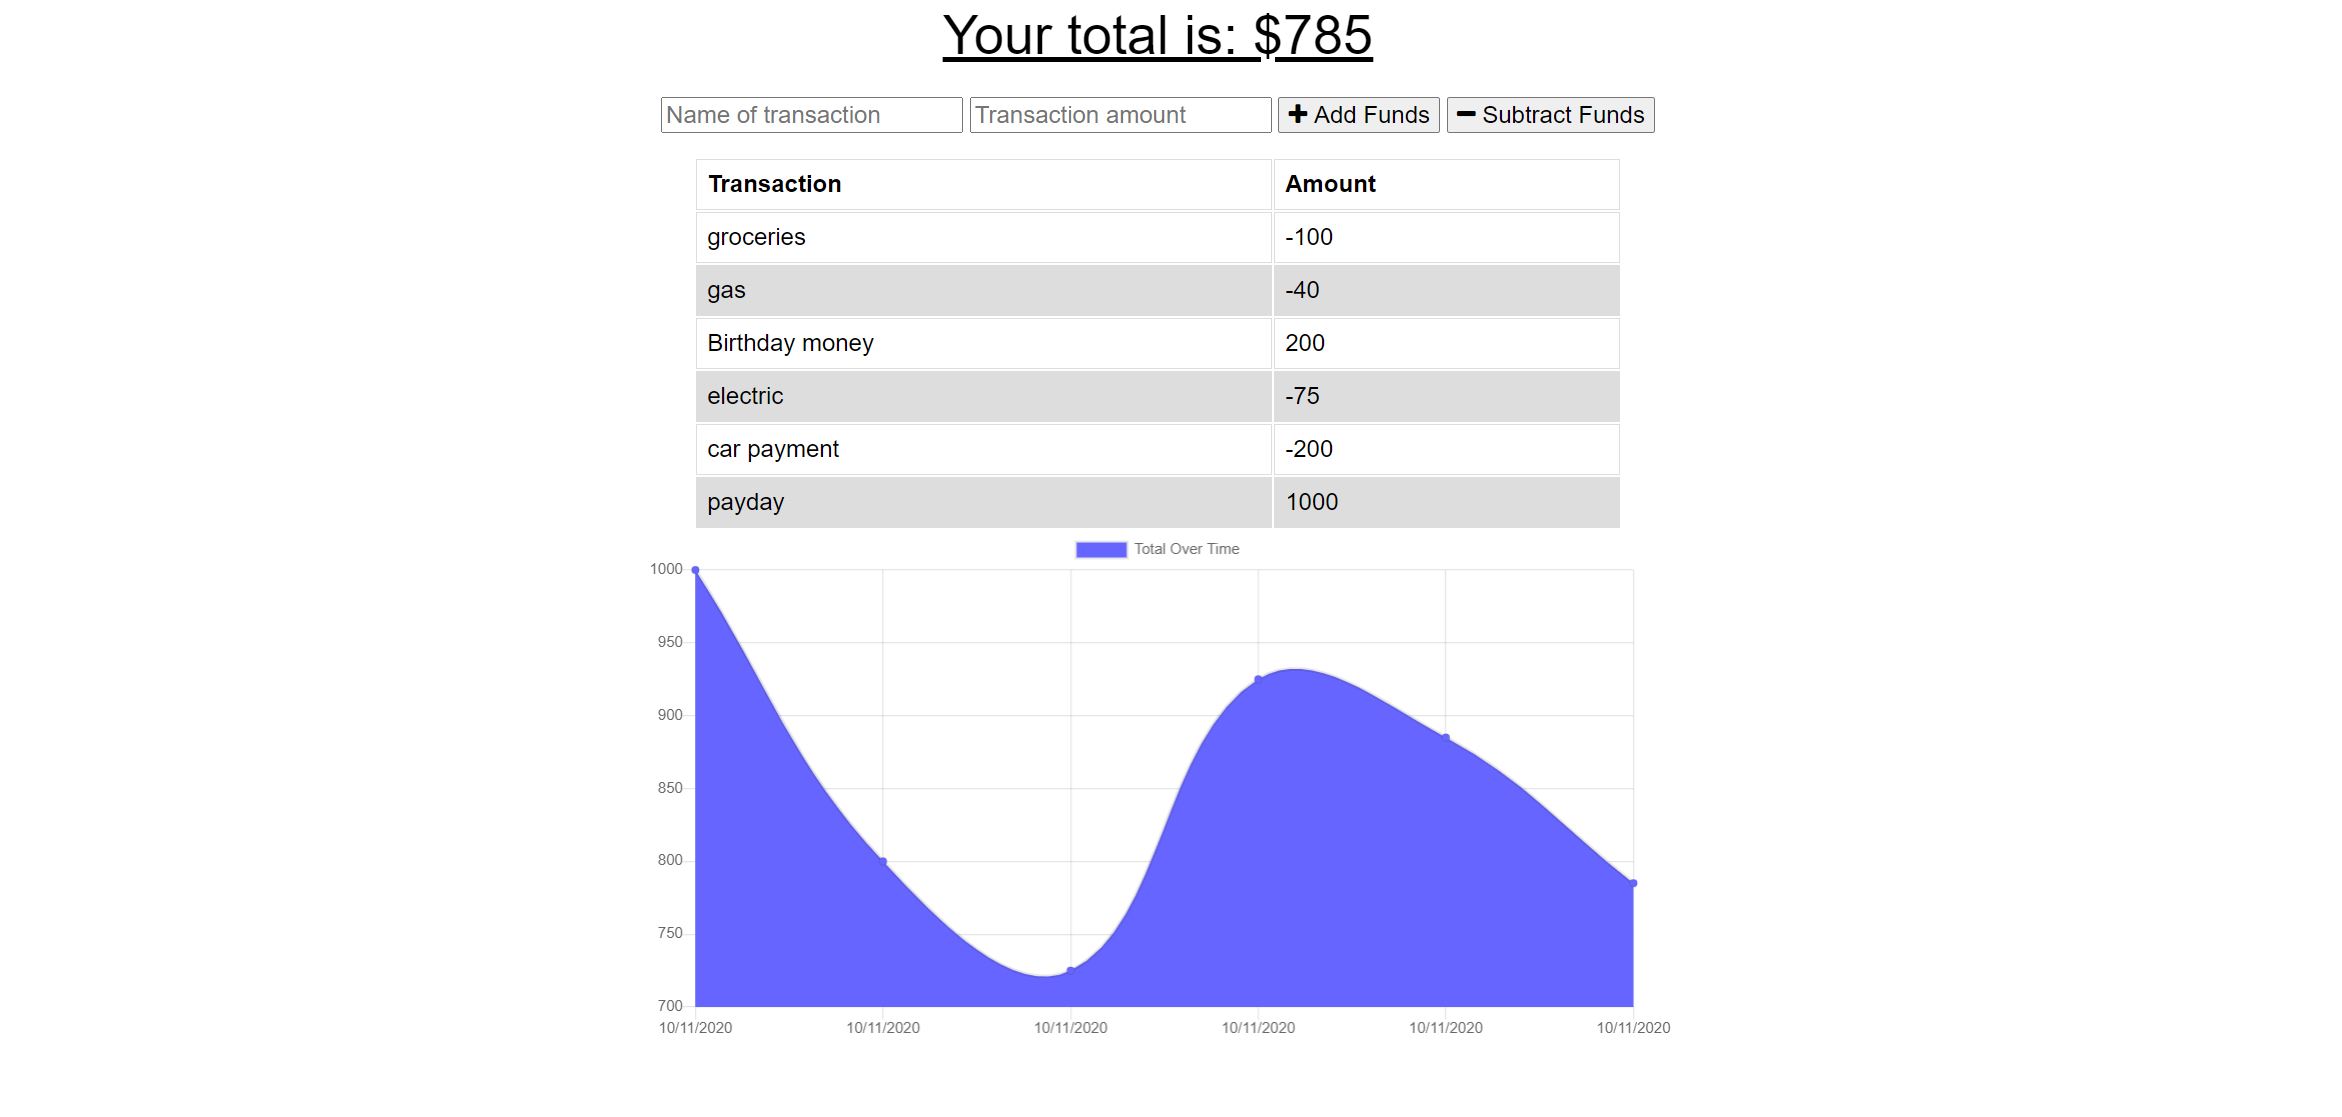 Your total is: $785
Name of transaction Transaction amount Add Funds Subtract Funds
Transaction Amount
groceries -100
gas -40
Birthday money 200
electric -75
car payment -200
payday 1000
Total Over Time
1000
950
900
850
800
750
700
10/11/2020 10/11/2020 10/11/2020 10/11/2020 10/11/2020 10/11/2020